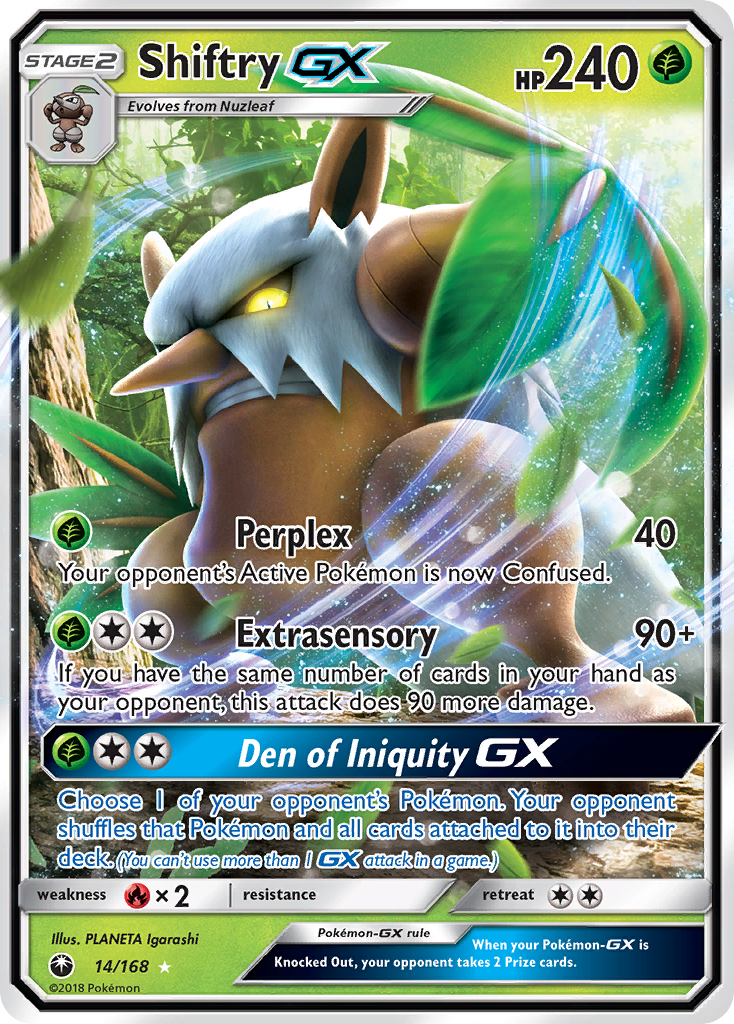 STAGE2 Shiftry GX HP240
Evolves from Nuzleaf
Perplex 40
Your opponent's Active Pokémon is now Confused.
Extrasensory 90+
If you have the same number of cards in your hand as
your opponent, this attack does 90 more damage.
Den of Iniquity GX
Choose 1 of your opponent's Pokémon. Your opponent
shuffles that Pokémon and all cards attached to it into their
deck. (You can't use more than 1 GX attack in a game.)
weakness ×2 resistance retreat
Illus. PLANETA Igarashi
14/168
©2018 Pokémon
Pokémon-GX rule
When your Pokémon-GX is
Knocked Out, your opponent takes 2 Prize cards.